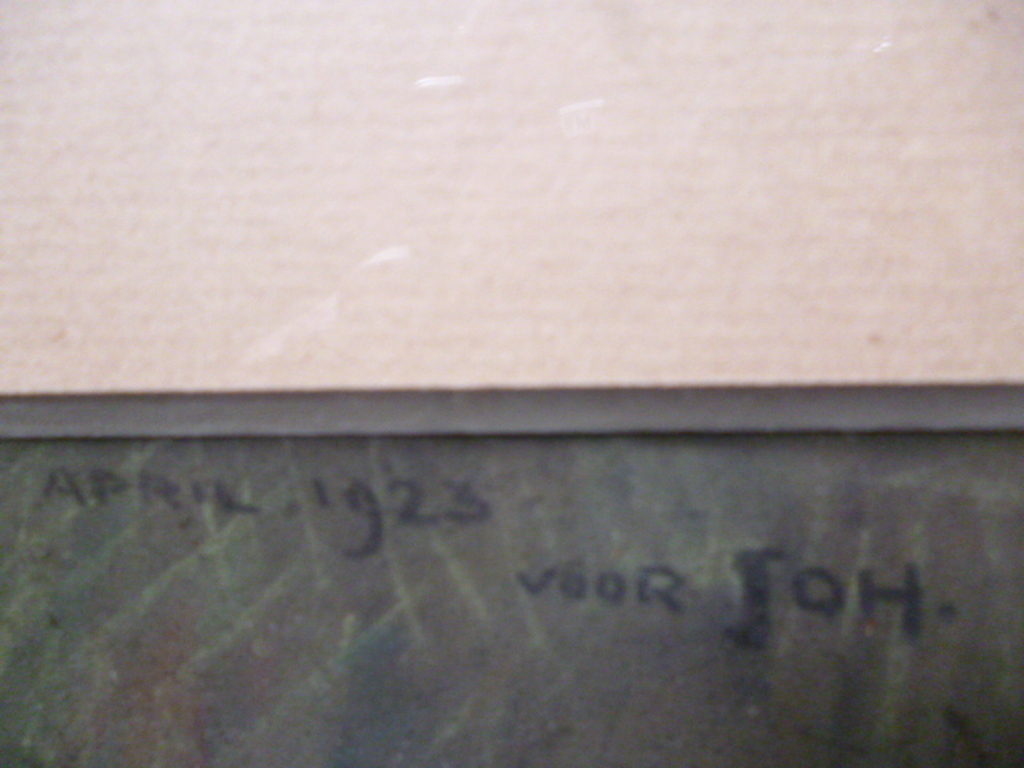 APRIL. 1923
VOOR JOH.